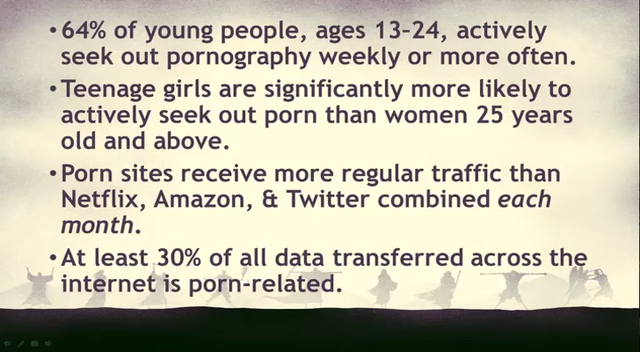 •64% of young people, ages 13-24, actively
seek out pornography weekly or more often.
•Teenage girls are significantly more likely to
actively seek out porn than women 25 years
old and above.
•Porn sites receive more regular traffic than
Netflix, Amazon, & Twitter combined each
month.
•At least 30% of all data transferred across the
internet is porn-related.